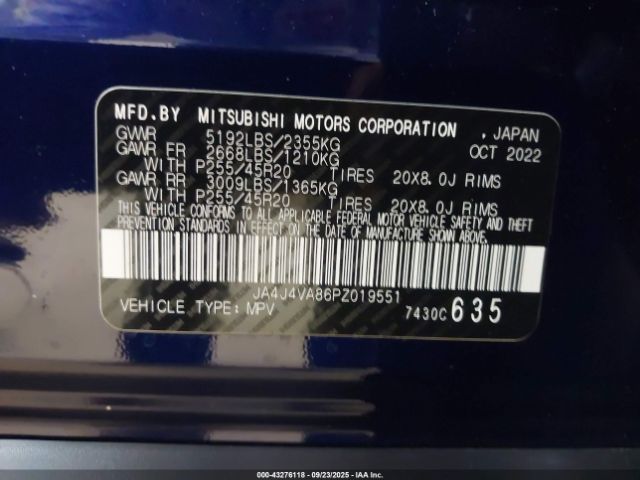 MFD.BY MITSUBISHI MOTORS CORPORATION , JAPAN
GVWR 5192LBS/2355KG OCT 2022
GAWR FR 2668LBS/1210KG
WITH P255/45R20 TIRES 20X8.0J RIMS
GAWR RR 3009LBS/1365KG
WITH P255/45R20 TIRES 20X8.0J RIMS
THIS VEHICLE CONFORMS TO ALL APPLICABLE FEDERAL MOTOR VEHICLE SAFETY AND THEFT
PREVENTION STANDARDS IN EFFECT ON THE DATE OF MANUFACTURE SHOWN ABOVE.
JA4J4VA86PZ019551
VEHICLE TYPE: MPV 7430C 635
000-43276118 - 09/23/2025 - IAA Inc.